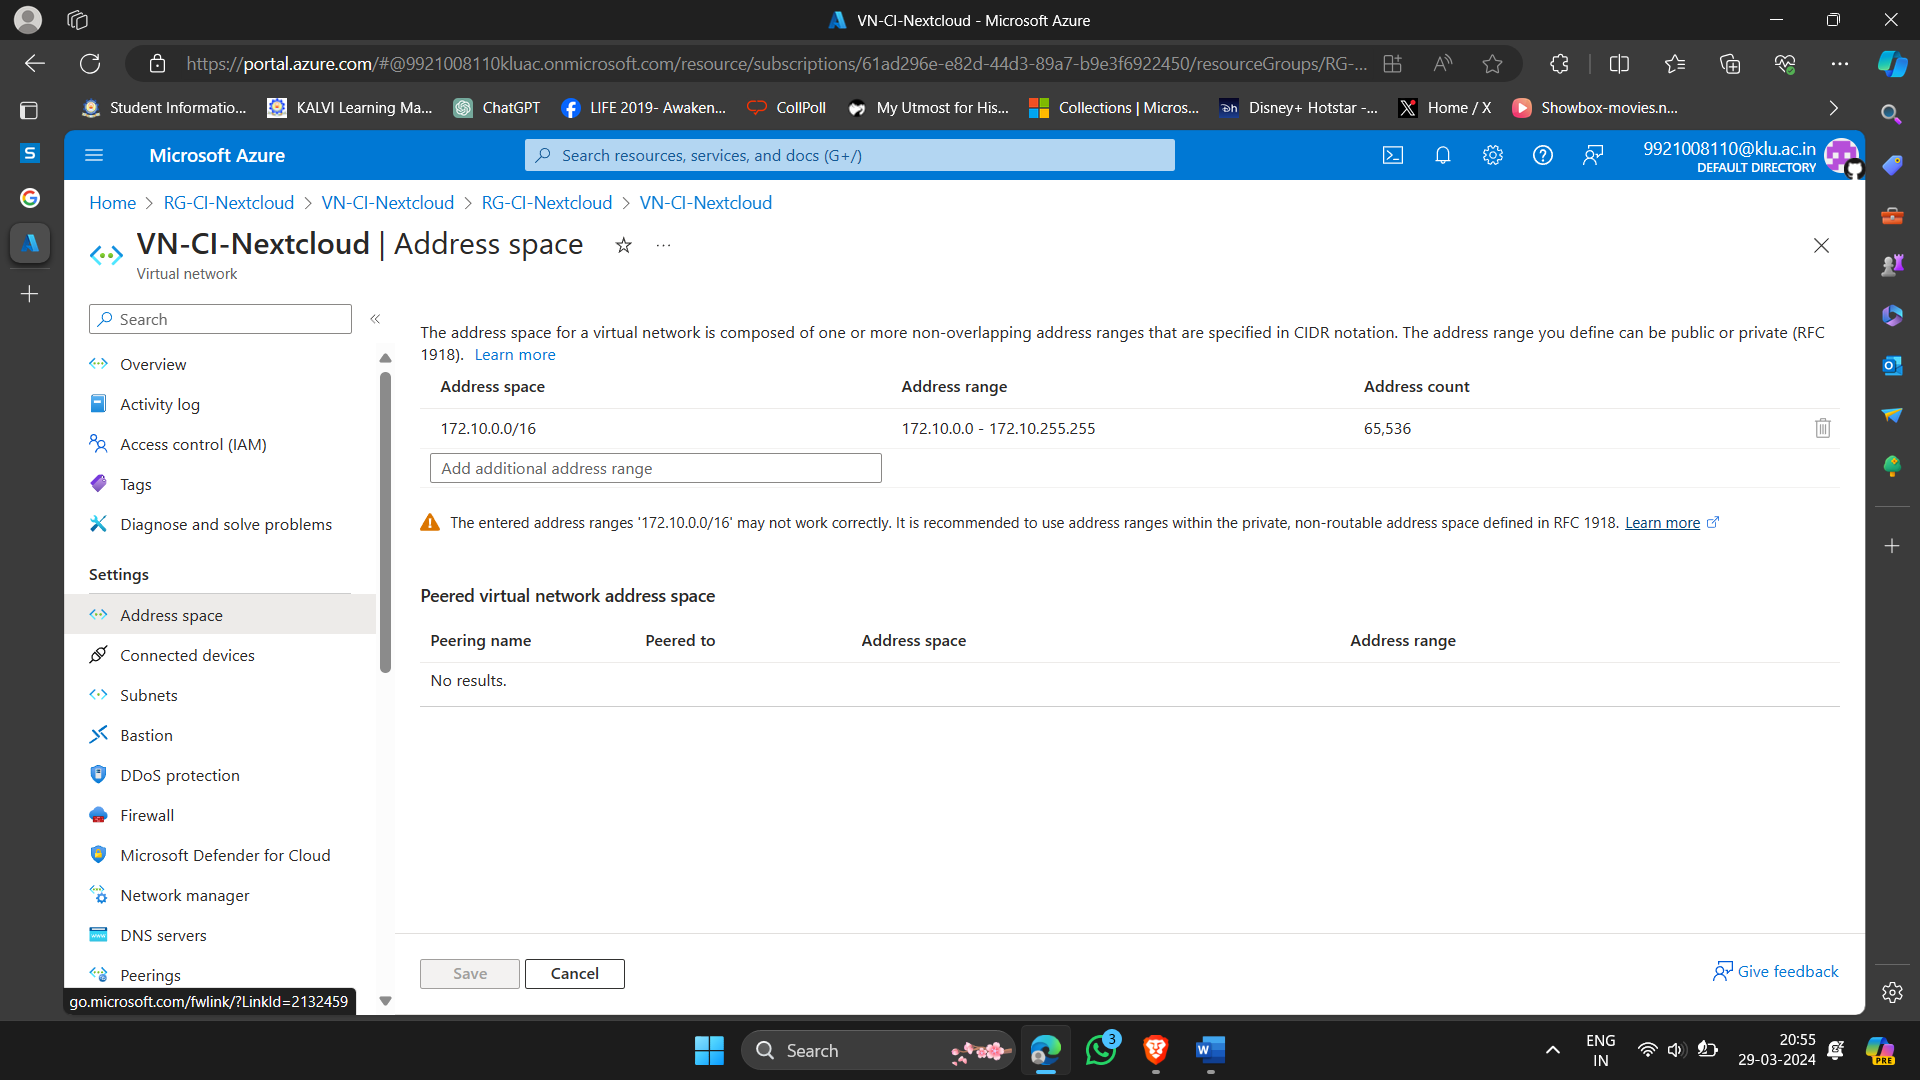 VN-CI-Nextcloud - Microsoft Azure
https://portal.azure.com/#@9921008110kluac.onmicrosoft.com/resource/subscriptions/61ad296e-e82d-44d3-89a7-b9e3f6922450/resourceGroups/RG-...
Student Informatio... KALVI Learning Ma... ChatGPT LIFE 2019- Awaken... CollPoll My Utmost for His... Collections | Micros... Disney+ Hotstar -... Home / X Showbox-movies.n...
Microsoft Azure
Search resources, services, and docs (G+/)
9921008110@klu.ac.in
DEFAULT DIRECTORY
Home > RG-CI-Nextcloud > VN-CI-Nextcloud > RG-CI-Nextcloud > VN-CI-Nextcloud
VN-CI-Nextcloud | Address space
Virtual network
Search
Overview
Activity log
Access control (IAM)
Tags
Diagnose and solve problems
Settings
Address space
Connected devices
Subnets
Bastion
DDoS protection
Firewall
Microsoft Defender for Cloud
Network manager
DNS servers
Peerings
go.microsoft.com/fwlink/?LinkId=2132459
The address space for a virtual network is composed of one or more non-overlapping address ranges that are specified in CIDR notation. The address range you define can be public or private (RFC
1918). Learn more
Address space Address range Address count
172.10.0.0/16 172.10.0.0 - 172.10.255.255 65,536
Add additional address range
The entered address ranges '172.10.0.0/16' may not work correctly. It is recommended to use address ranges within the private, non-routable address space defined in RFC 1918. Learn more
Peered virtual network address space
Peering name Peered to Address space Address range
No results.
Save Cancel
Give feedback
Search
3
ENG
IN
20:55
29-03-2024
PRE